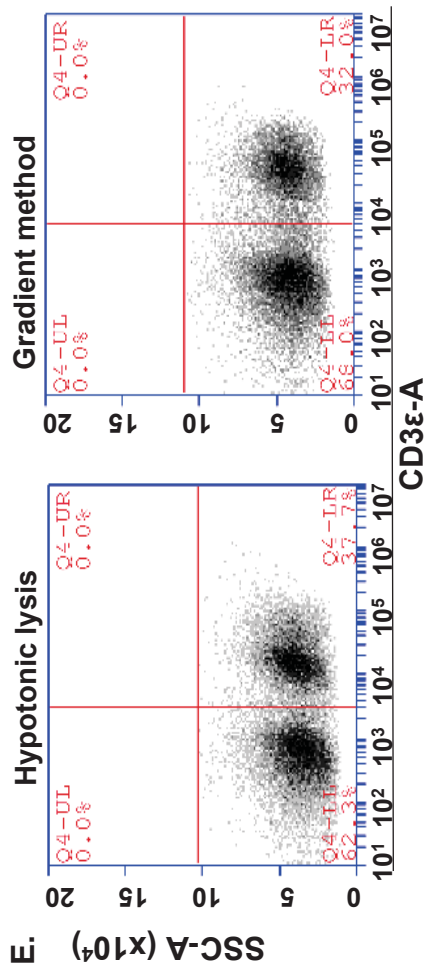 E.
Hypotonic lysis
Gradient method
SSC-A (x10⁴)
20
15
10
5
0
Q4-UL
0.0%
Q4-UR
0.0%
Q4-LL
62.3%
Q4-LR
37.7%
10¹ 10² 10³ 10⁴ 10⁵ 10⁶ 10⁷
20
15
10
5
0
Q4-UL
0.0%
Q4-UR
0.0%
Q4-LL
68.0%
Q4-LR
32.0%
10¹ 10² 10³ 10⁴ 10⁵ 10⁶ 10⁷
CD3ε-A